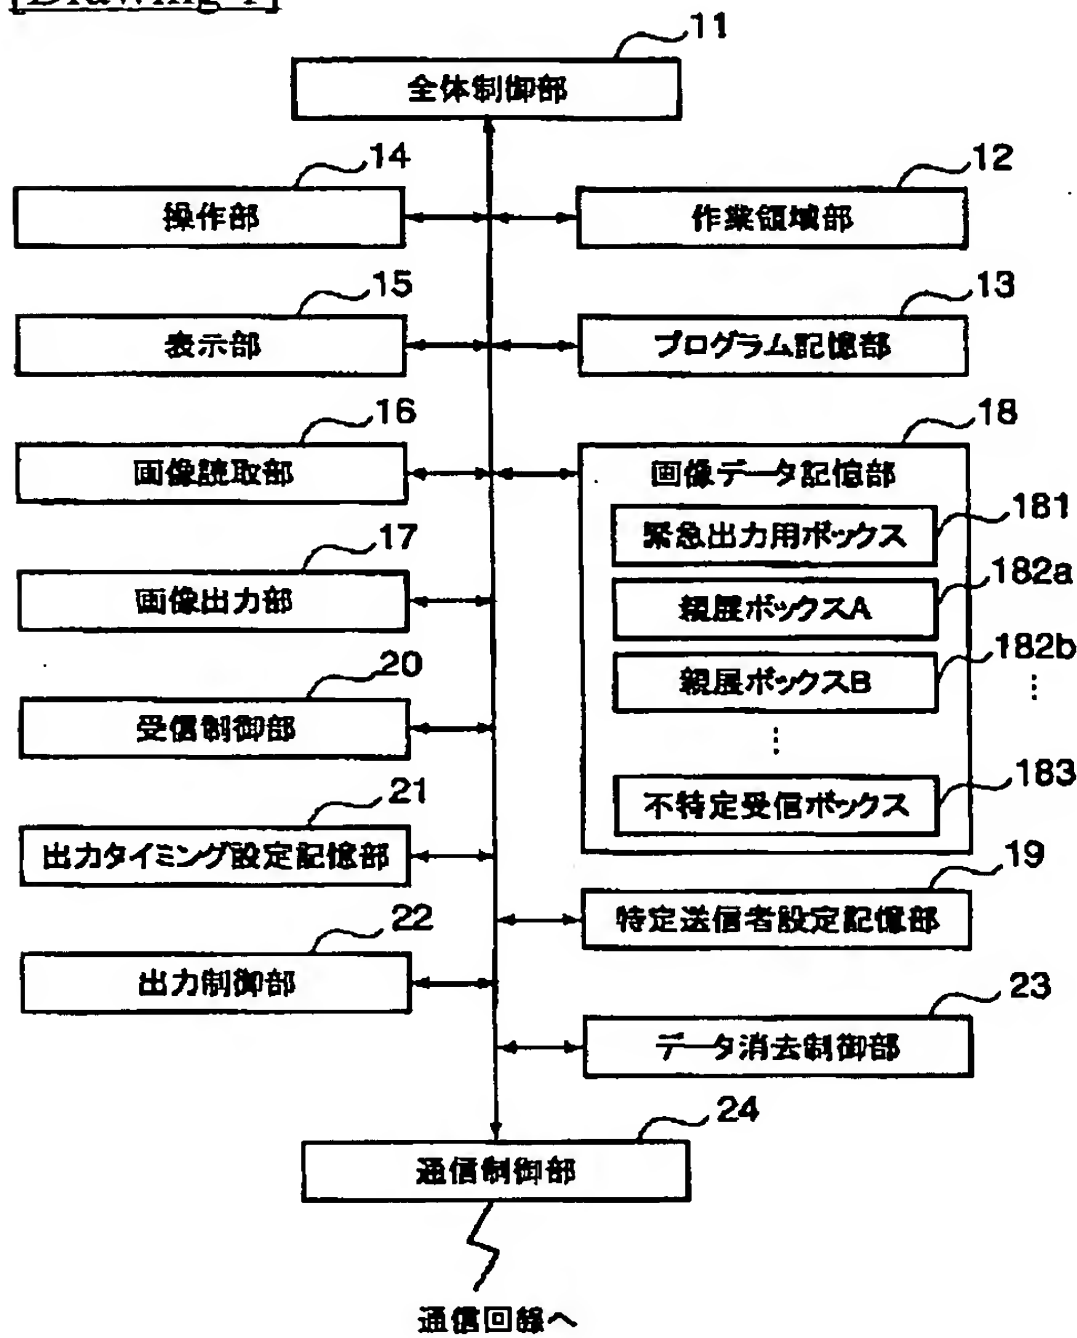 [Drawing 1]
11
全体制御部
14
操作部
12
作業領域部
15
表示部
13
プログラム記憶部
16
画像読取部
18
画像データ記憶部
181
緊急出力用ボックス
182a
親展ボックスA
182b
親展ボックスB
⋮
⋮
183
不特定受信ボックス
17
画像出力部
20
受信制御部
21
出力タイミング設定記憶部
19
特定送信者設定記憶部
22
出力制御部
23
データ消去制御部
24
通信制御部
通信回線へ